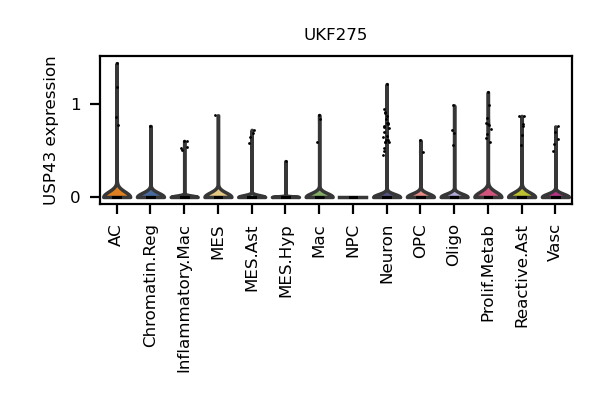 UKF275
USP43 expression
1
0
AC
Chromatin.Reg
Inflammatory.Mac
MES
MES.Ast
MES.Hyp
Mac
NPC
Neuron
OPC
Oligo
Prolif.Metab
Reactive.Ast
Vasc